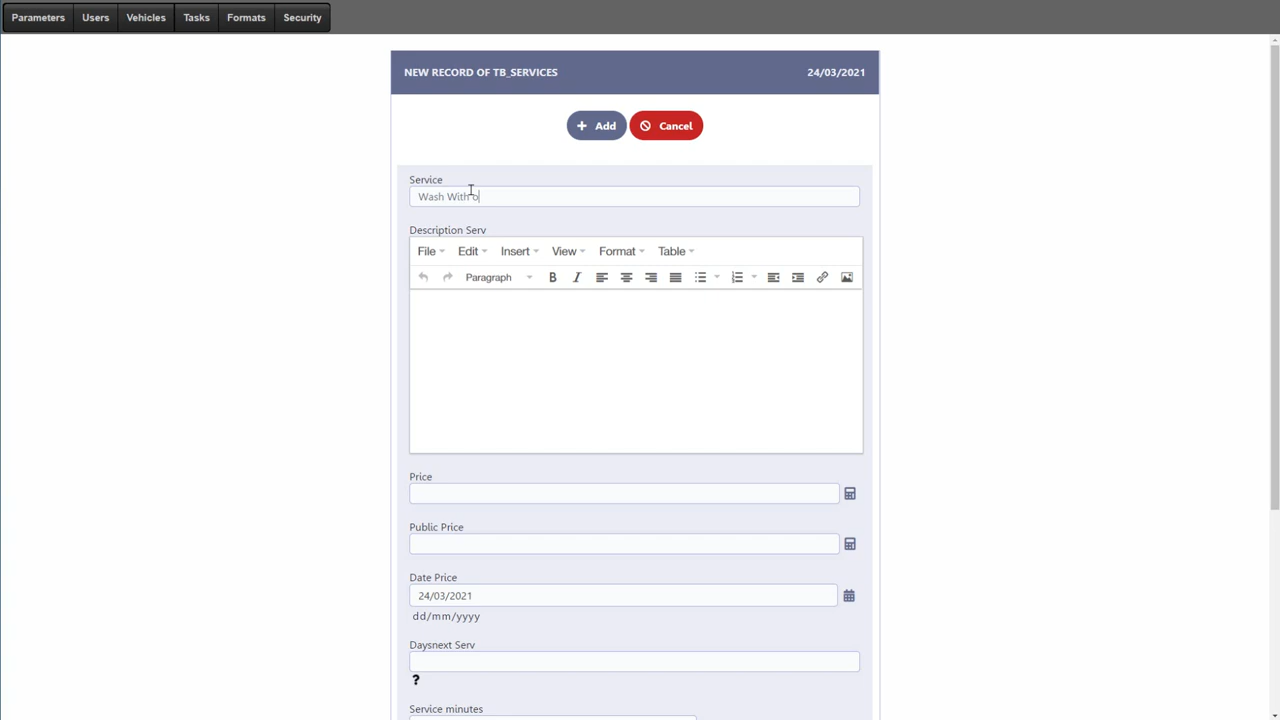 Parameters Users Vehicles Tasks Formats Security
NEW RECORD OF TB_SERVICES 24/03/2021
Add Cancel
Service
Wash With o
Description Serv
File Edit Insert View Format Table
Paragraph B I
Price
Public Price
Date Price
24/03/2021
dd/mm/yyyy
Daysnext Serv
?
Service minutes